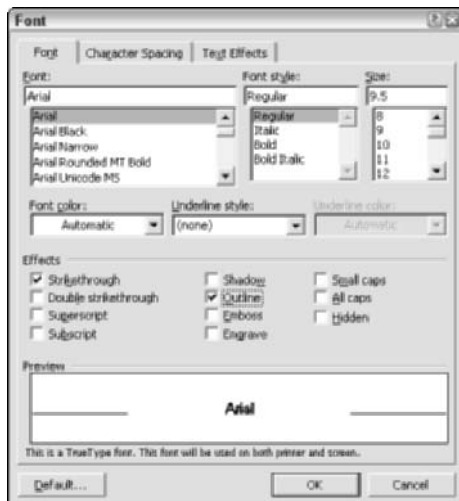 Font
Font Character Spacing Text Effects
Font: Font style: Size:
Arial Regular 9.5
Arial Regular 8
Arial Black Italic 9
Arial Narrow Bold 10
Arial Rounded MT Bold Bold Italic 11
Arial Unicode MS 12
Font color: Underline style: Underline color:
Automatic (none) Automatic
Effects
Strikethrough Shadow Small caps
Double strikethrough Outline All caps
Superscript Emboss Hidden
Subscript Engrave
Preview
Arial
This is a TrueType font. This font will be used on both printer and screen.
Default... OK Cancel